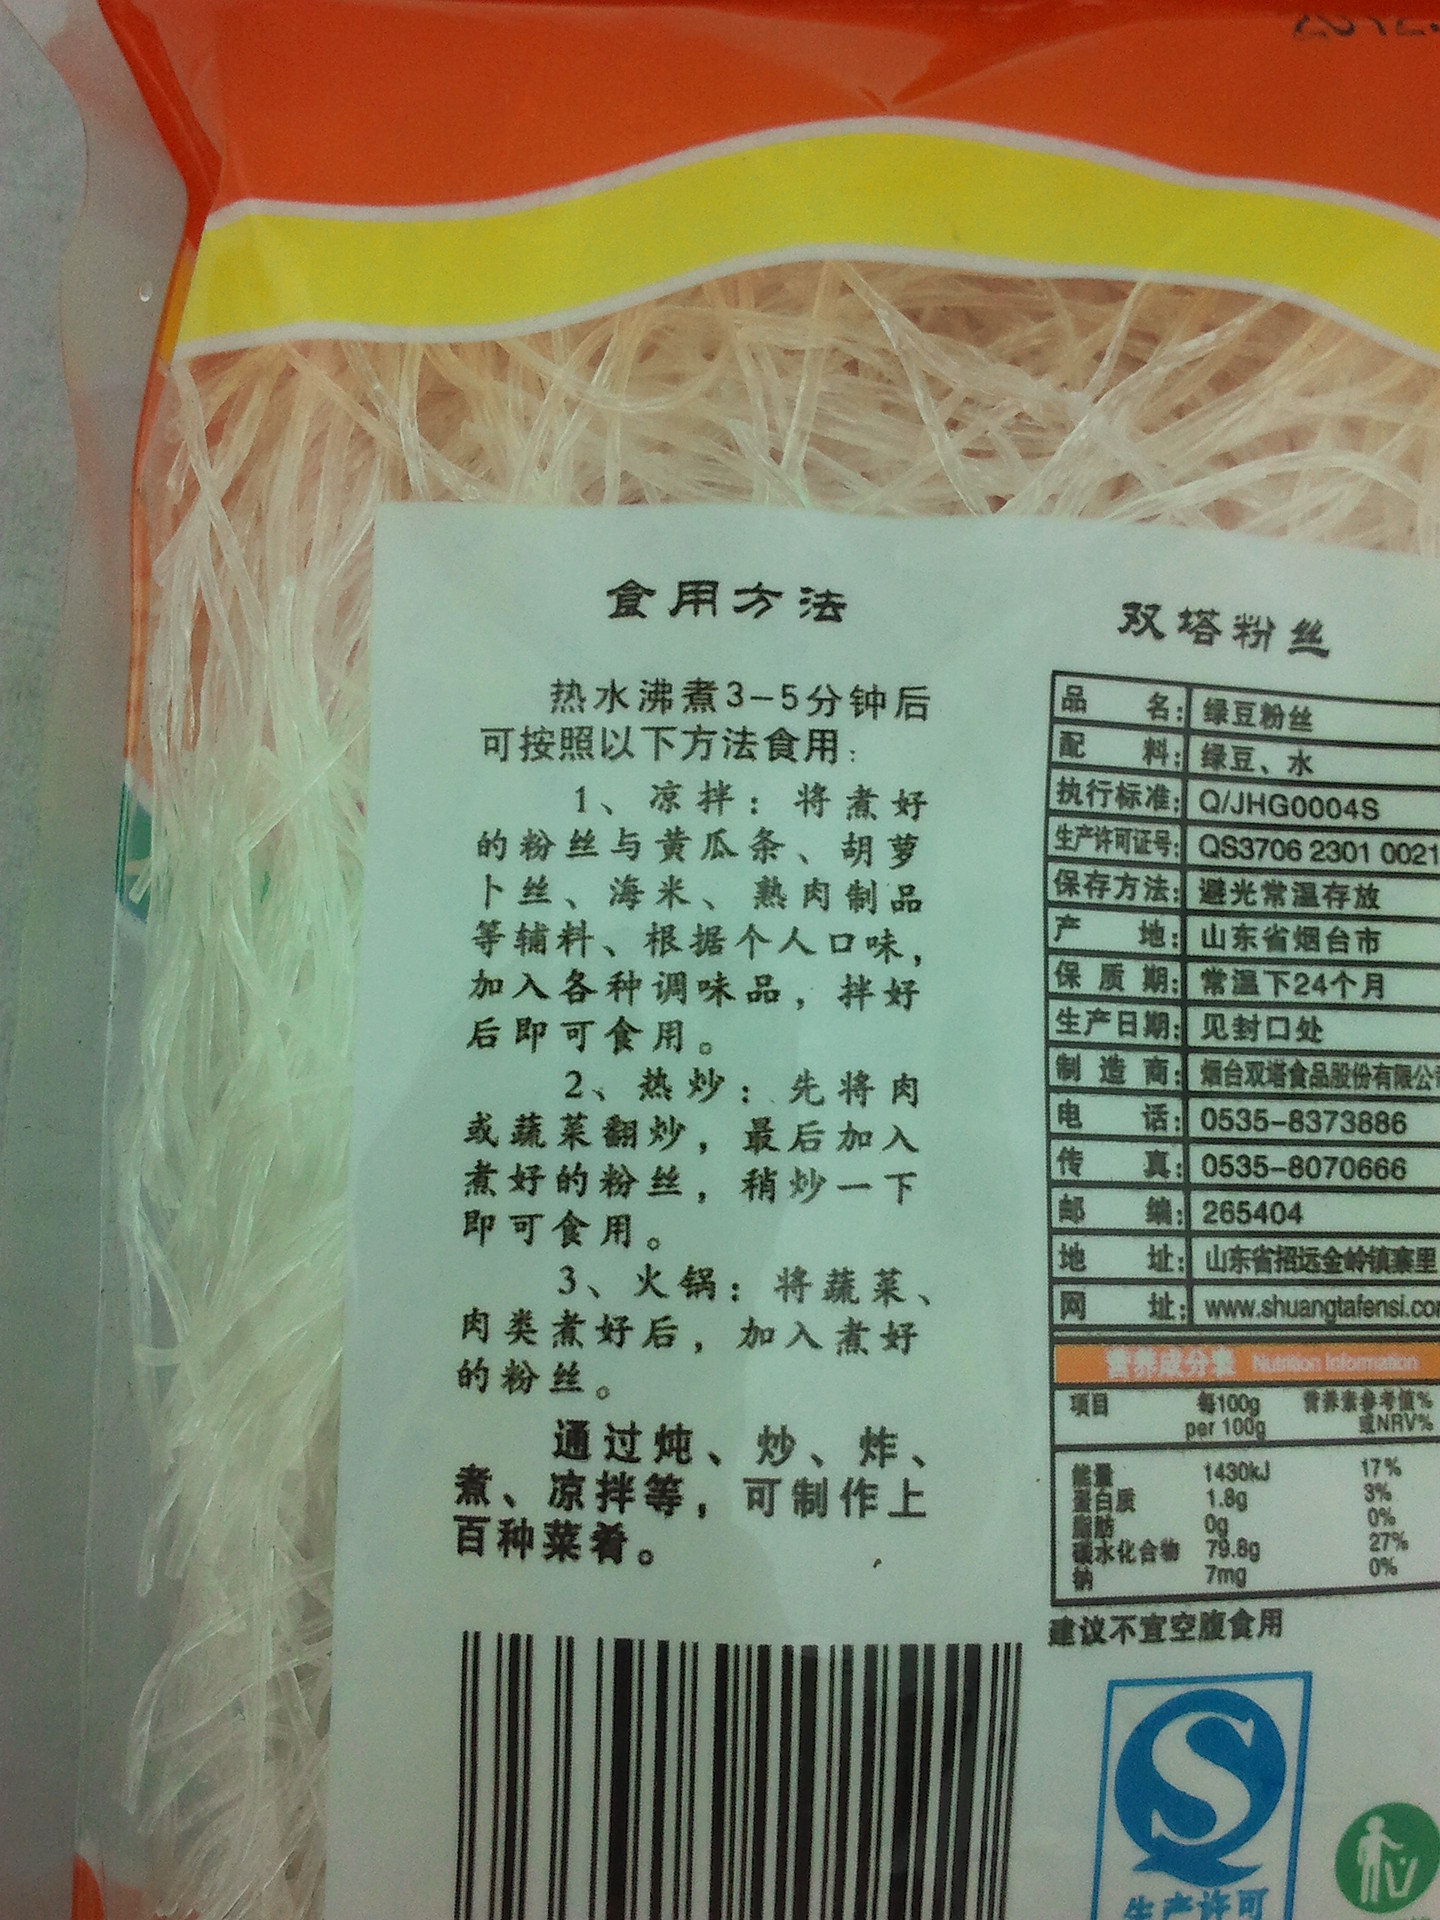 食用方法
热水沸煮3-5分钟后
可按照以下方法食用：
1、凉拌：将煮好
的粉丝与黄瓜条、胡萝
卜丝、海米、熟肉制品
等辅料、根据个人口味，
加入各种调味品，拌好
后即可食用。
2、热炒：先将肉
或蔬菜翻炒，最后加入
煮好的粉丝，稍炒一下
即可食用。
3、火锅：将蔬菜、
肉类煮好后，加入煮好
的粉丝。
通过炖、炒、炸、
煮、凉拌等，可制作上
百种菜肴。
双塔粉丝
品名：绿豆粉丝
配料：绿豆、水
执行标准：Q/JHG0004S
生产许可证号：QS3706 2301 0021
保存方法：避光常温存放
产地：山东省烟台市
保质期：常温下24个月
生产日期：见封口处
制造商：烟台双塔食品股份有限公
电话：0535-8373886
传真：0535-8070666
邮编：265404
地址：山东省招远金岭镇寨里
网址：www.shuangtafensi.co
营养成分表 Nutrition Information
项目 每100g 营养素参考值%
per 100g 或NRV%
能量 1430kJ 17%
蛋白质 1.8g 3%
脂肪 0g 0%
碳水化合物 79.8g 27%
钠 7mg 0%
建议不宜空腹食用
生产许可